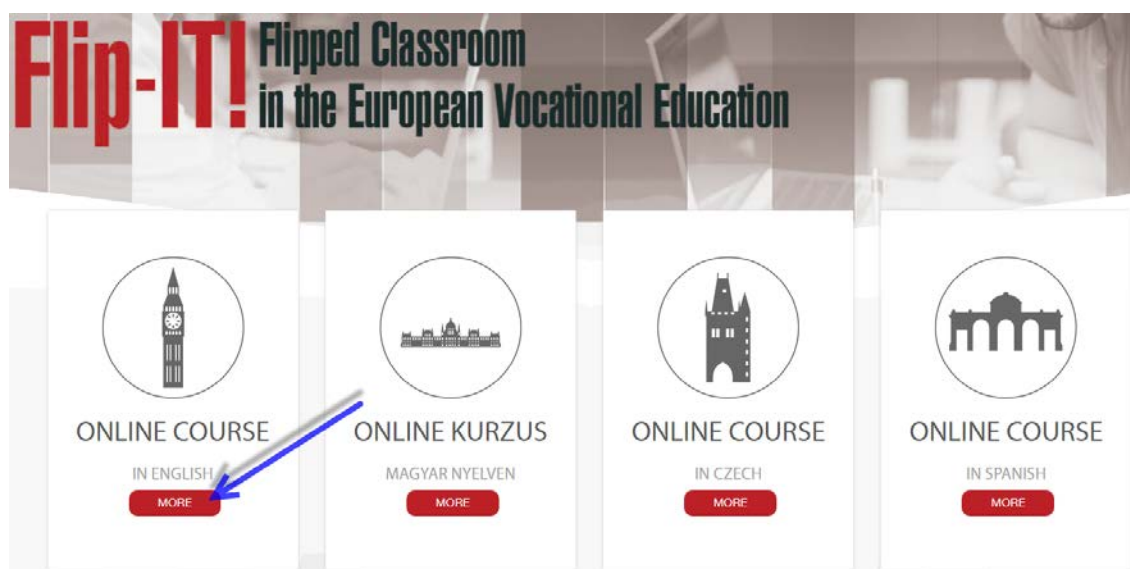 Flip-IT!
Flipped Classroom
in the European Vocational Education
ONLINE COURSE
IN ENGLISH
MORE
ONLINE KURZUS
MAGYAR NYELVEN
MORE
ONLINE COURSE
IN CZECH
MORE
ONLINE COURSE
IN SPANISH
MORE